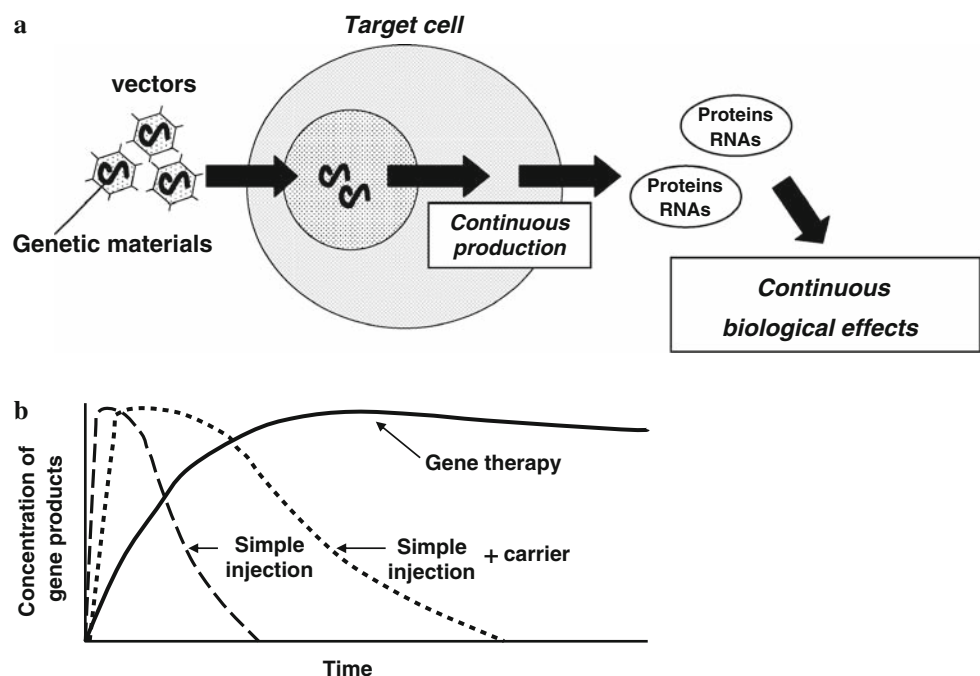 a
Target cell
vectors
Genetic materials
Continuous
production
Proteins
RNAs
Proteins
RNAs
Continuous
biological effects
b
Concentration of
gene products
Gene therapy
Simple
injection
Simple
injection + carrier
Time